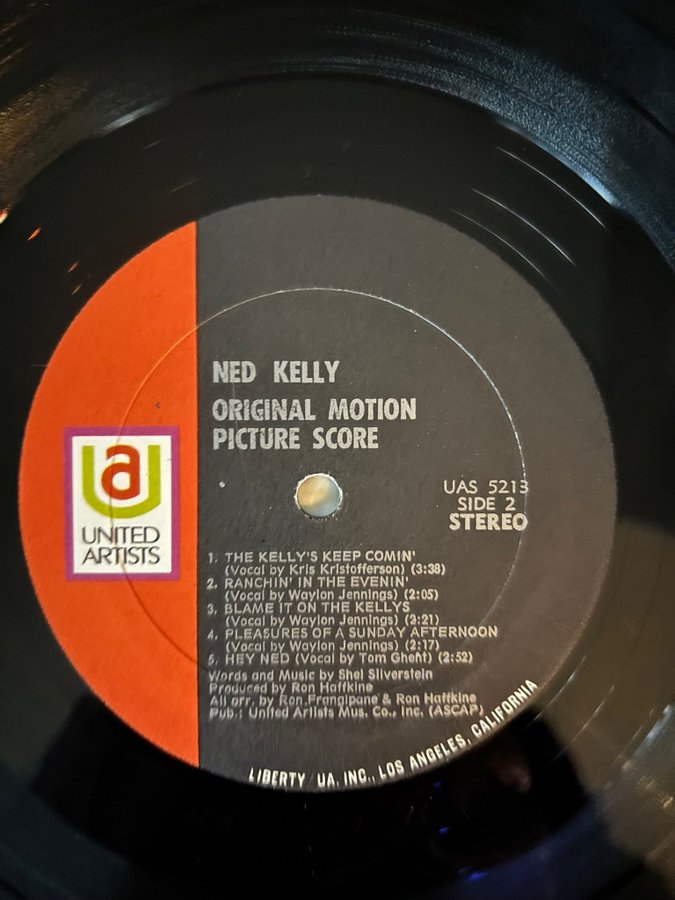 NED KELLY
ORIGINAL MOTION
PICTURE SCORE
ua
UNITED
ARTISTS
UAS 5213
SIDE 2
STEREO
1. THE KELLY'S KEEP COMIN'
(Vocal by Kris Kristofferson) (3:38)
2. RANCHIN' IN THE EVENIN'
(Vocal by Waylon Jennings) (2:05)
3. BLAME IT ON THE KELLYS
(Vocal by Waylon Jennings) (2:21)
4. PLEASURES OF A SUNDAY AFTERNOON
(Vocal by Waylon Jennings) (2:17)
5. HEY NED (Vocal by Tom Ghent) (2:52)
Words and Music by Shel Silverstein
Produced by Ron Haffkine
All arr. by Ron Frangipane & Ron Haffkine
Pub.: United Artists Mus. Co., Inc. (ASCAP)
LIBERTY UA, INC., LOS ANGELES, CALIFORNIA